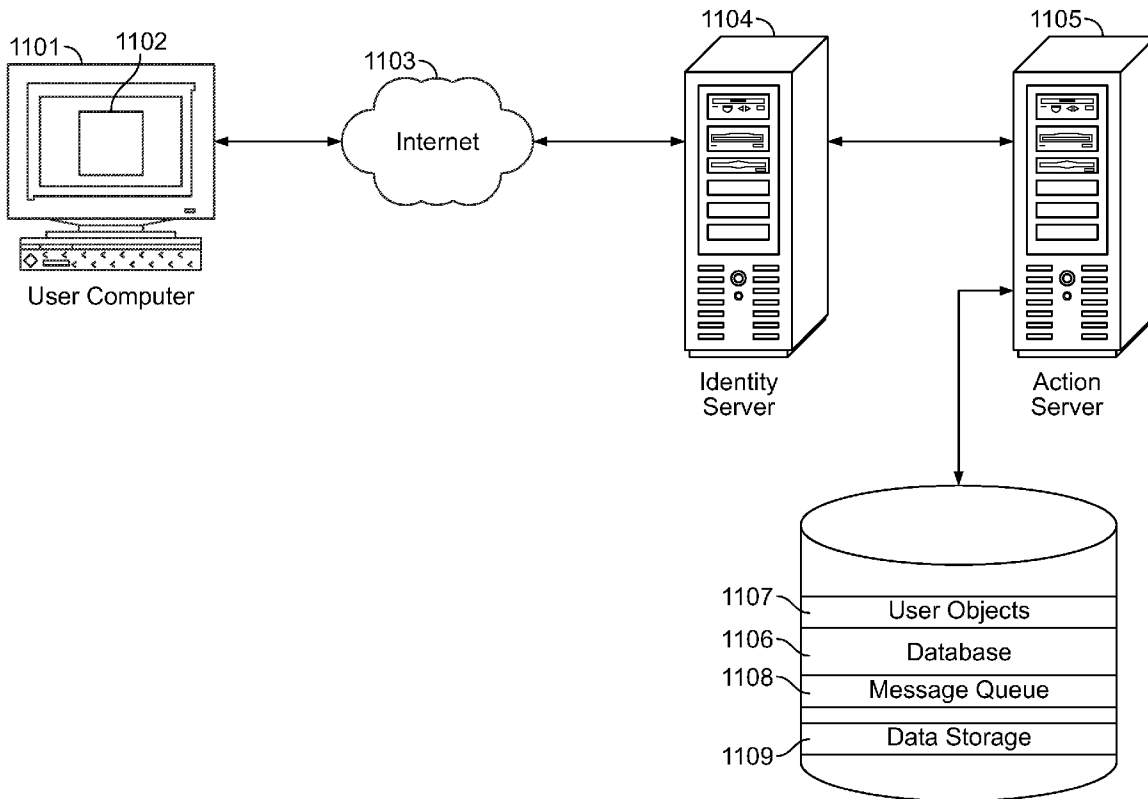 1101
1102
1103
1104
1105
Internet
User Computer
Identity
Server
Action
Server
1107
User Objects
1106
Database
1108
Message Queue
1109
Data Storage